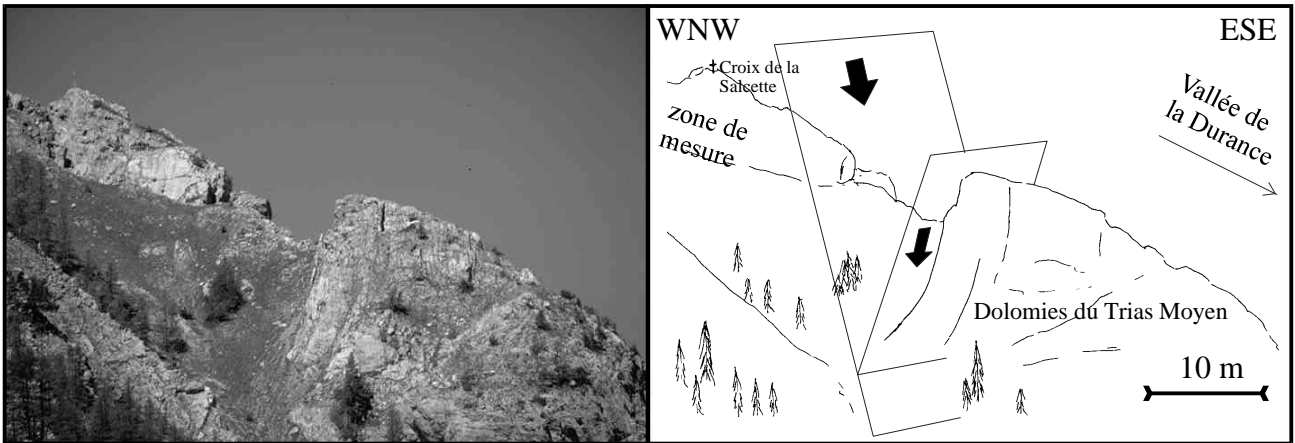 WNW
ESE
Croix de la
Salcette
zone de
mesure
Vallée de
la Durance
Dolomies du Trias Moyen
10 m